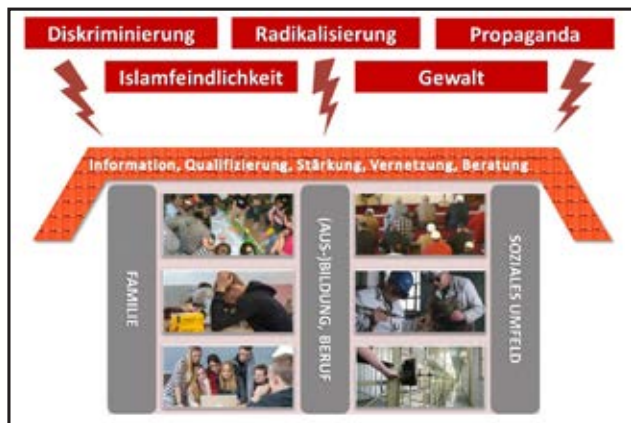 Diskriminierung
Radikalisierung
Propaganda
Islamfeindlichkeit
Gewalt
Information, Qualifizierung, Stärkung, Vernetzung, Beratung
FAMILIE
(AUS-)BILDUNG, BERUF
SOZIALES UMFELD